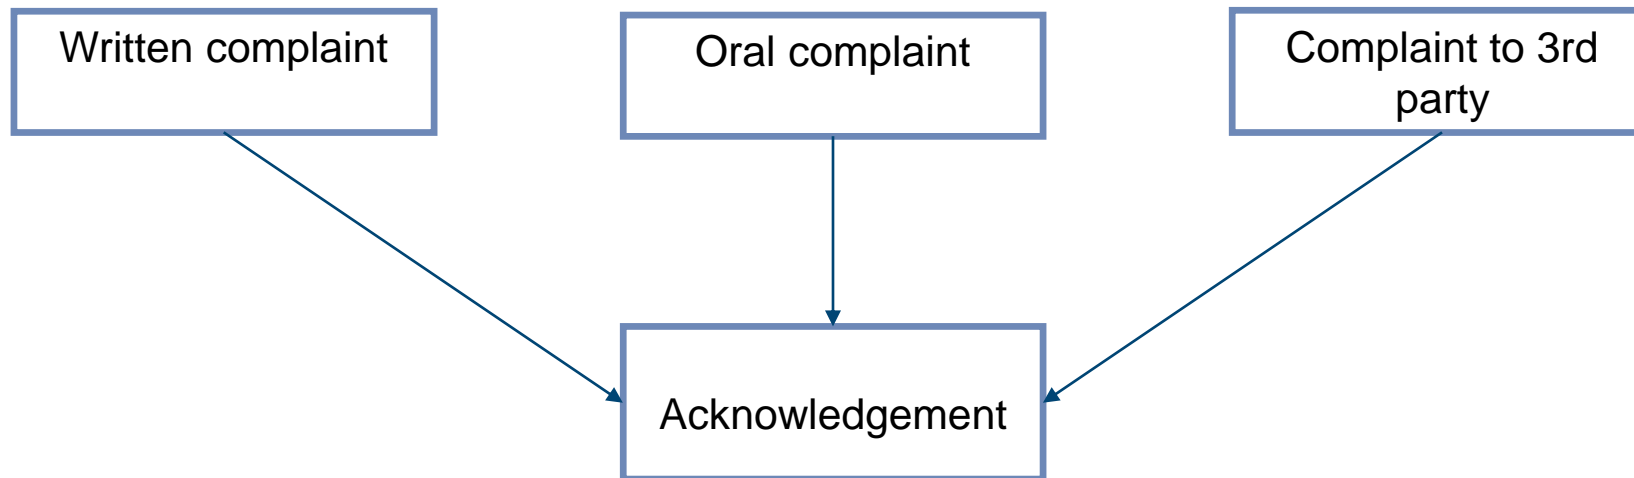 Written complaint
Oral complaint
Complaint to 3rd
party
Acknowledgement